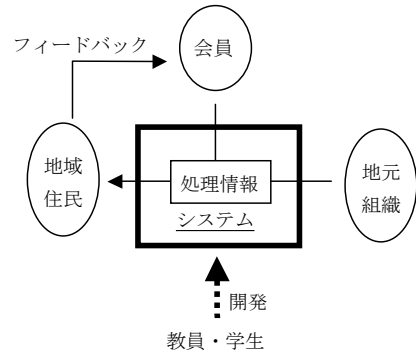 フィードバック
会員
地域
住民
処理情報
システム
地元
組織
開発
教員・学生